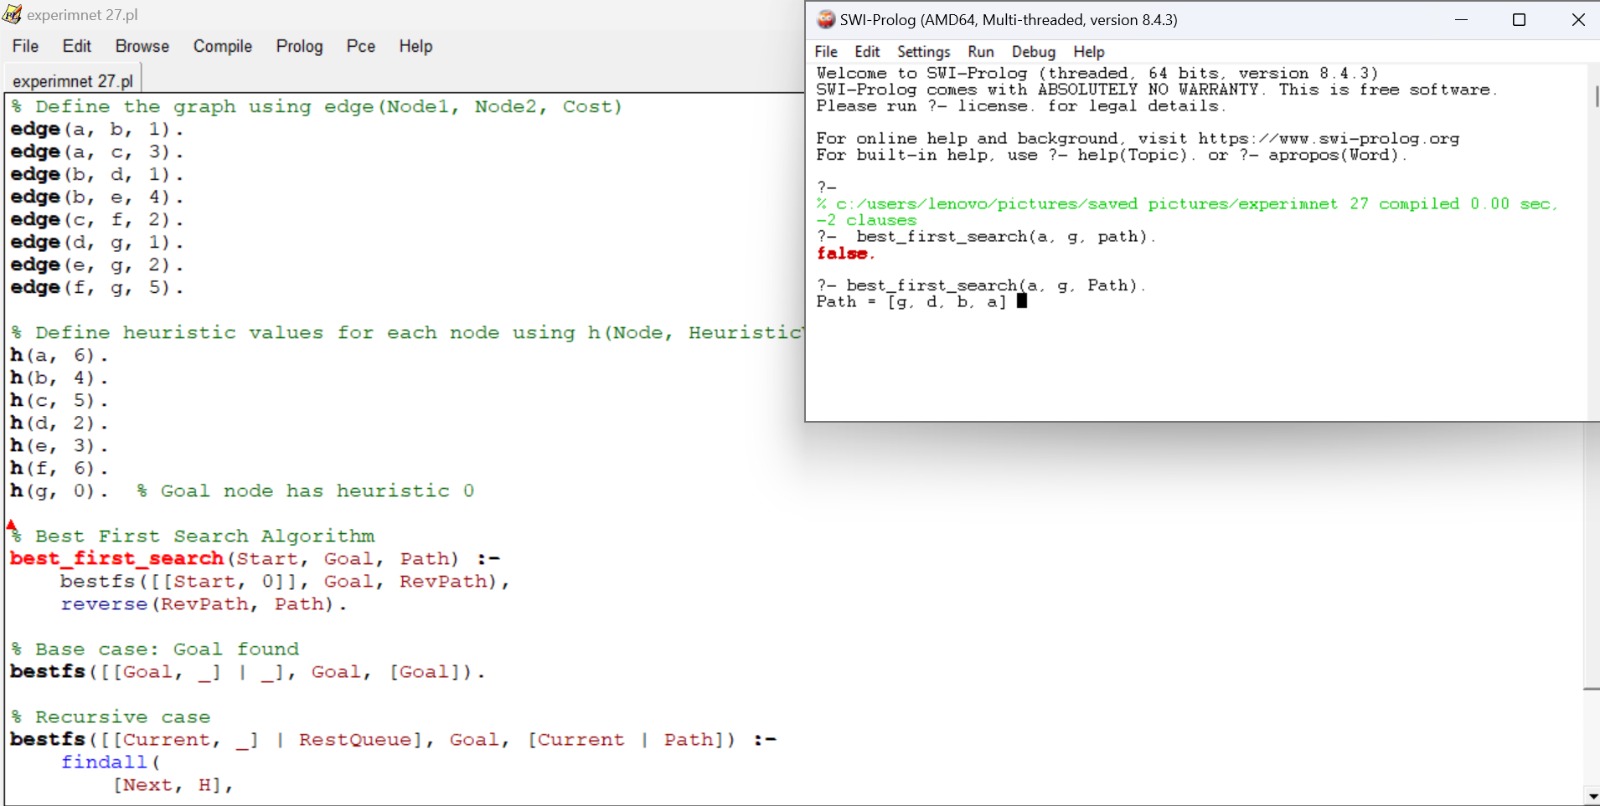 experimnet 27.pl
File Edit Browse Compile Prolog Pce Help
experimnet 27.pl
% Define the graph using edge(Node1, Node2, Cost)
edge(a, b, 1).
edge(a, c, 3).
edge(b, d, 1).
edge(b, e, 4).
edge(c, f, 2).
edge(d, g, 1).
edge(e, g, 2).
edge(f, g, 5).
% Define heuristic values for each node using h(Node, Heuristic
h(a, 6).
h(b, 4).
h(c, 5).
h(d, 2).
h(e, 3).
h(f, 6).
h(g, 0).  % Goal node has heuristic 0
% Best First Search Algorithm
best_first_search(Start, Goal, Path) :-
    bestfs([[Start, 0]], Goal, RevPath),
    reverse(RevPath, Path).
% Base case: Goal found
bestfs([[Goal, _] | _], Goal, [Goal]).
% Recursive case
bestfs([[Current, _] | RestQueue], Goal, [Current | Path]) :-
    findall(
        [Next, H],
SWI-Prolog (AMD64, Multi-threaded, version 8.4.3)
File Edit Settings Run Debug Help
Welcome to SWI-Prolog (threaded, 64 bits, version 8.4.3)
SWI-Prolog comes with ABSOLUTELY NO WARRANTY. This is free software.
Please run ?- license. for legal details.
For online help and background, visit https://www.swi-prolog.org
For built-in help, use ?- help(Topic). or ?- apropos(Word).
?-
% c:/users/lenovo/pictures/saved pictures/experimnet 27 compiled 0.00 sec,
-2 clauses
?-  best_first_search(a, g, path).
false.
?- best_first_search(a, g, Path).
Path = [g, d, b, a]